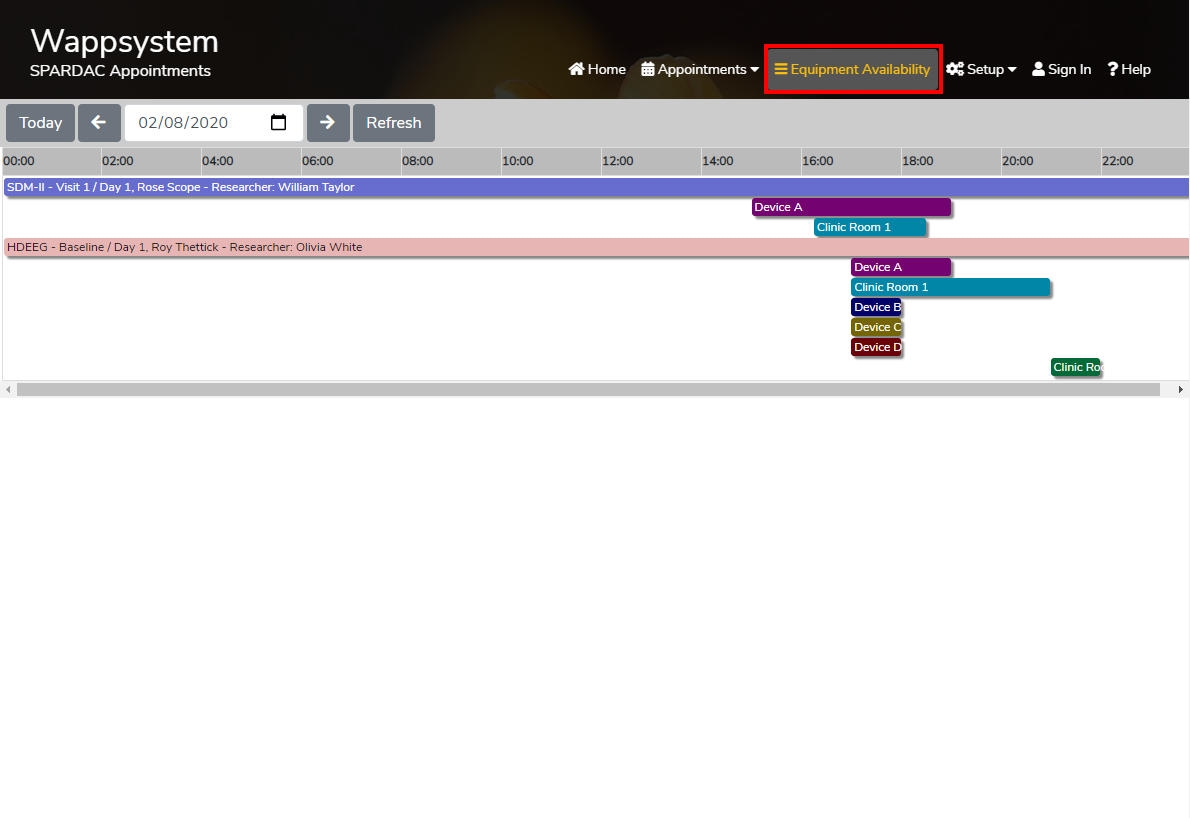 Wappsystem
SPARDAC Appointments
Home Appointments Equipment Availability Setup Sign In ? Help
Today 02/08/2020 Refresh
00:00 02:00 04:00 06:00 08:00 10:00 12:00 14:00 16:00 18:00 20:00 22:00
SDM-II - Visit 1 / Day 1, Rose Scope - Researcher: William Taylor
Device A
Clinic Room 1
HDEEG - Baseline / Day 1, Roy Thettick - Researcher: Olivia White
Device A
Clinic Room 1
Device B
Device C
Device D
Clinic Roo